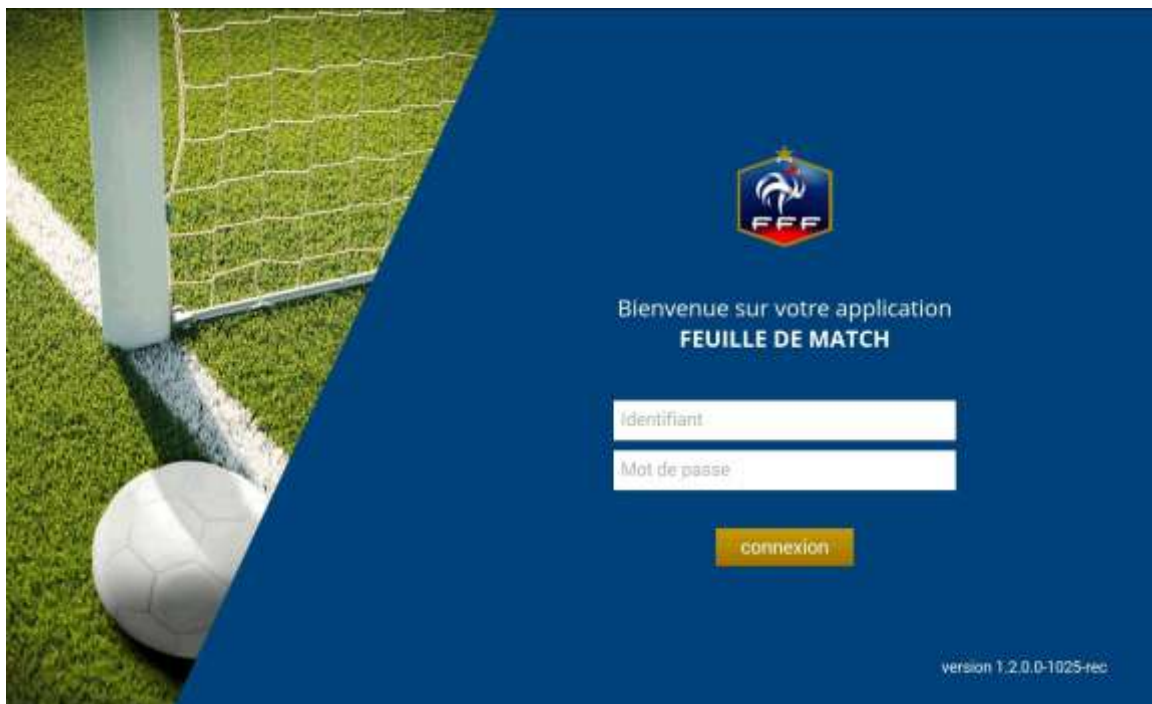 FFF
Bienvenue sur votre application
FEUILLE DE MATCH
Identifiant
Mot de passe
connexion
version 1.2.0.0-1025-rec